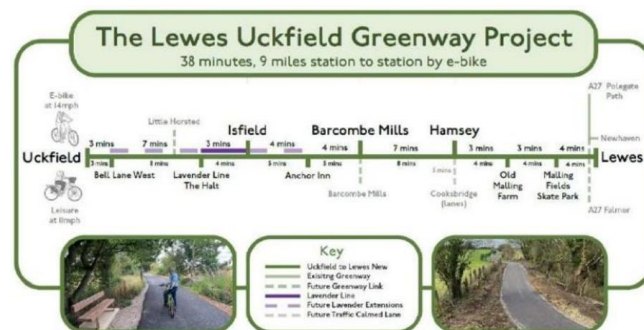 The Lewes Uckfield Greenway Project
38 minutes, 9 miles station to station by e-bike
A27 Polegate
Path
E-bike
at 14mph
Little Horsted
Isfield
Barcombe Mills
Hamsey
Newhaven
3 mins
7 mins
3 mins
4 mins
4 mins
7 mins
3 mins
3 mins
4 mins
Uckfield
Lewes
3 mins
8 mins
4 mins
5 mins
5 mins
8 mins
4 mins
4 mins
4 mins
Bell Lane West
Lavender Line
The Halt
Anchor Inn
Barcombe Mills
Cooksbridge
(lanes)
Old
Malling
Farm
Malling
Fields
Skate Park
Leisure
at 11mph
A27 Falmer
Key
Uckfield to Lewes New
Exisitng Greenway
Future Greenway Link
Lavender Line
Future Lavender Extensions
Future Traffic Calmed Lane